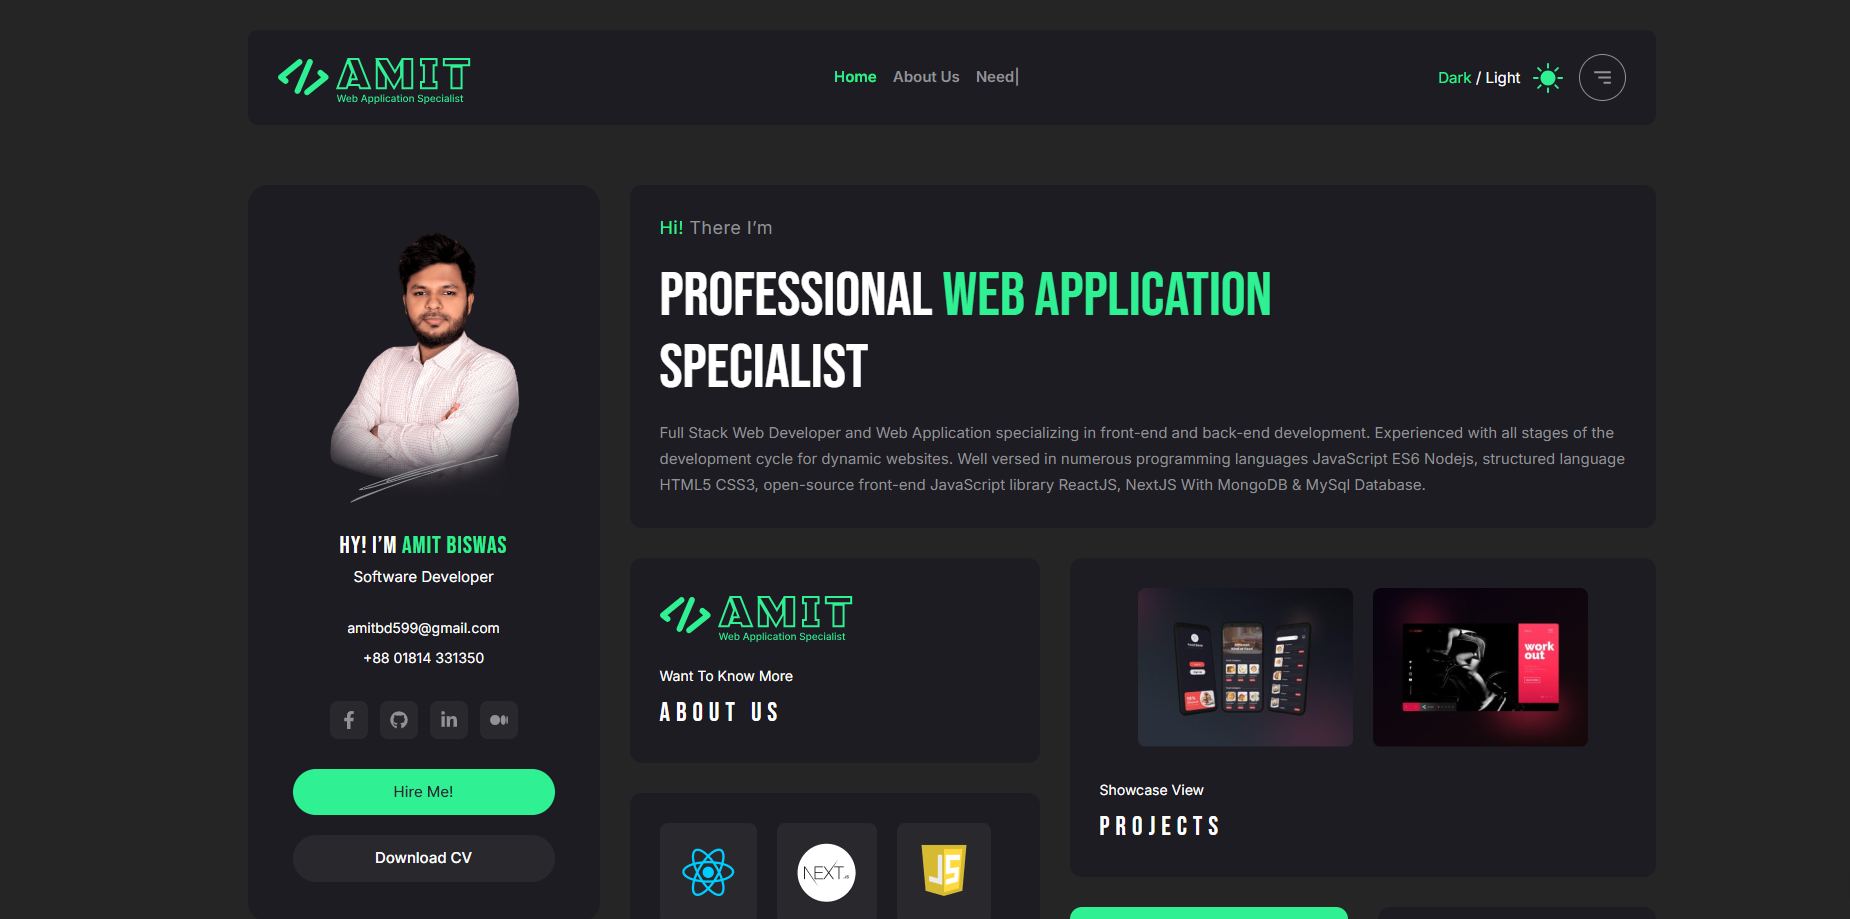 AMIT
Web Application Specialist
Home About Us Need|
Dark / Light
HY! I'M AMIT BISWAS
Software Developer
amitbd599@gmail.com
+88 01814 331350
Hire Me!
Download CV
Hi! There I'm
PROFESSIONAL WEB APPLICATION
SPECIALIST
Full Stack Web Developer and Web Application specializing in front-end and back-end development. Experienced with all stages of the
development cycle for dynamic websites. Well versed in numerous programming languages JavaScript ES6 Nodejs, structured language
HTML5 CSS3, open-source front-end JavaScript library ReactJS, NextJS With MongoDB & MySql Database.
AMIT
Web Application Specialist
Want To Know More
ABOUT US
work
out
Showcase View
PROJECTS
NEXT.JS
JS